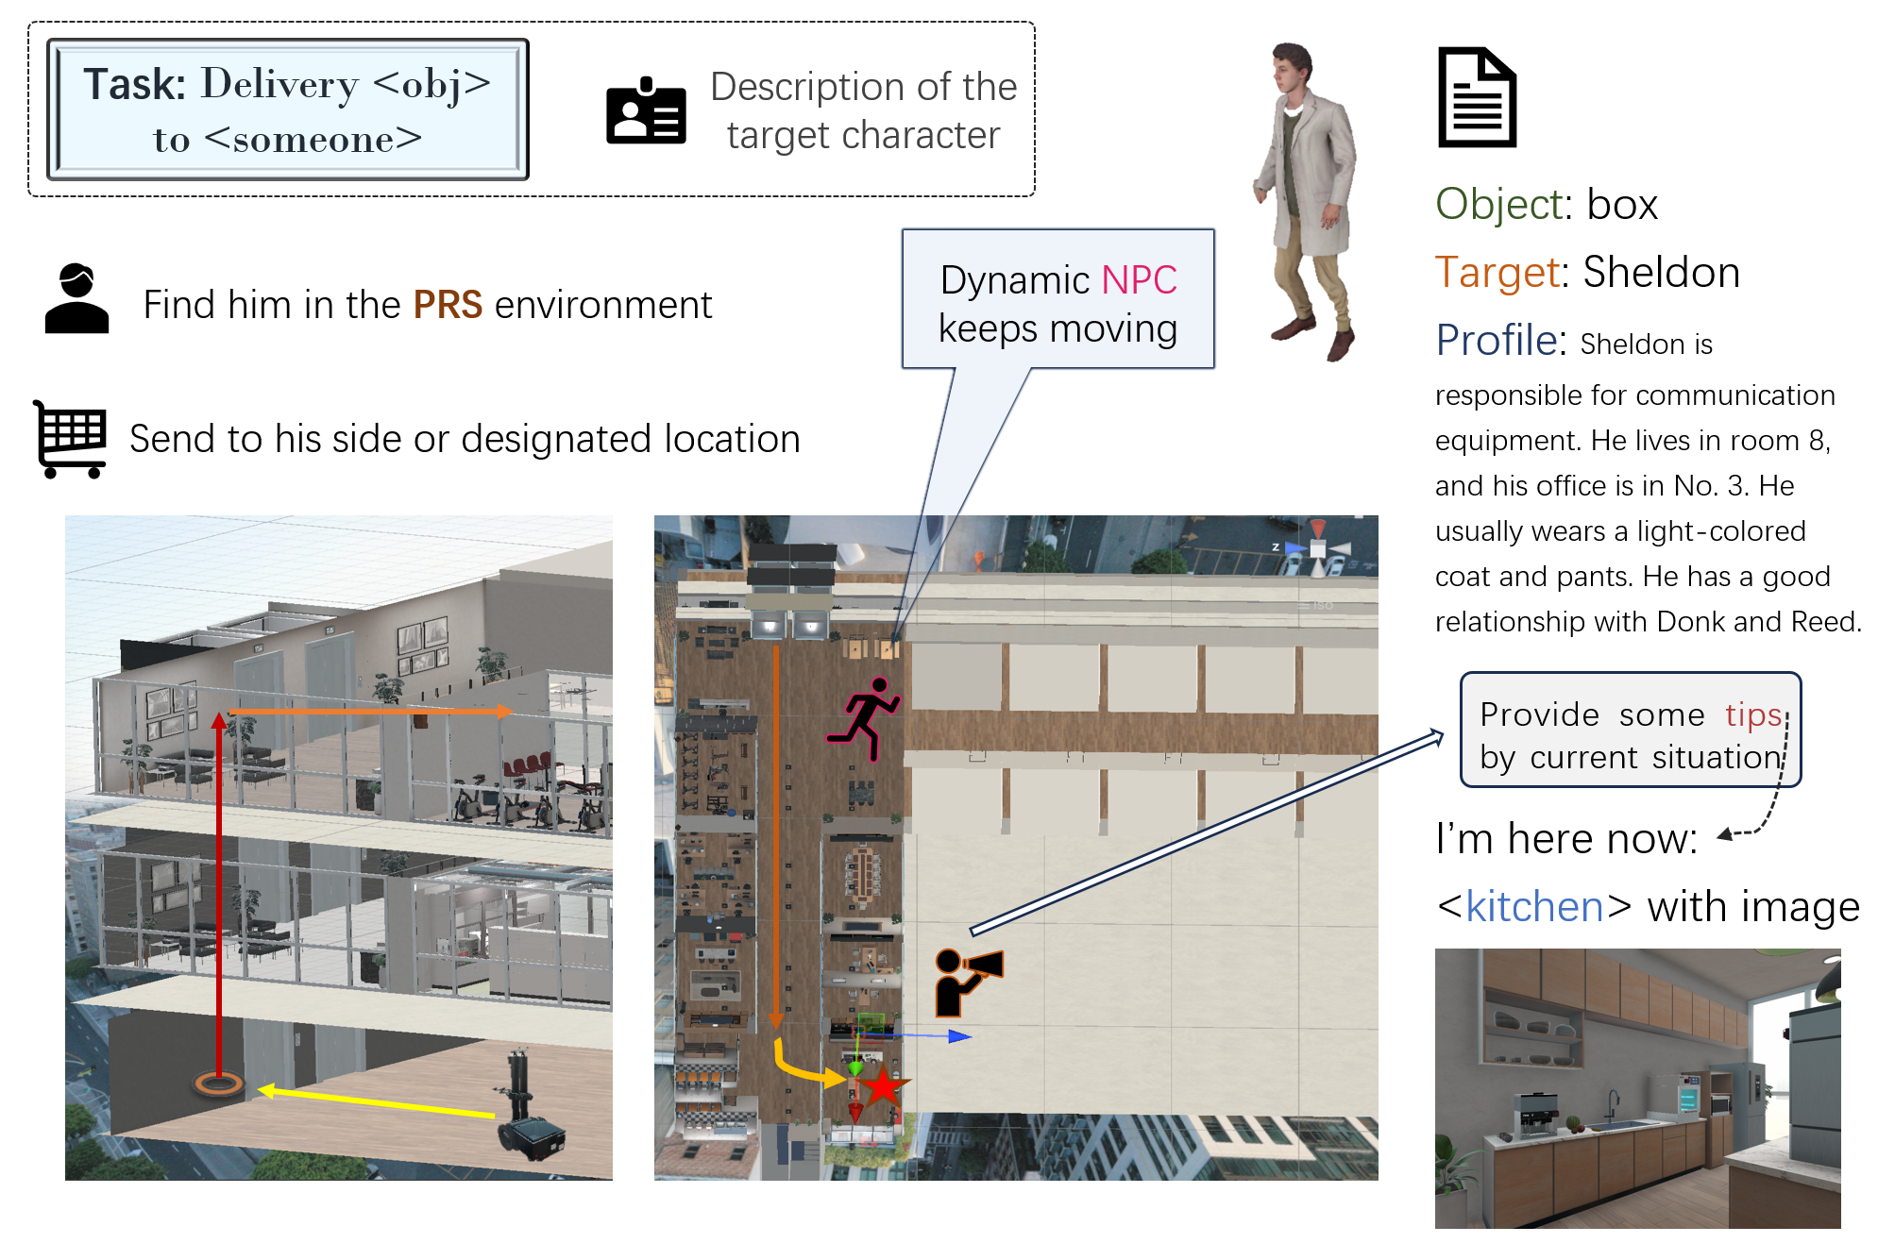 Task: Delivery <obj>
to <someone>
Description of the
target character
Find him in the PRS environment
Send to his side or designated location
Dynamic NPC
keeps moving
z
Iso
Object: box
Target: Sheldon
Profile: Sheldon is
responsible for communication
equipment. He lives in room 8,
and his office is in No. 3. He
usually wears a light-colored
coat and pants. He has a good
relationship with Donk and Reed.
Provide some tips
by current situation
I'm here now:
<kitchen> with image